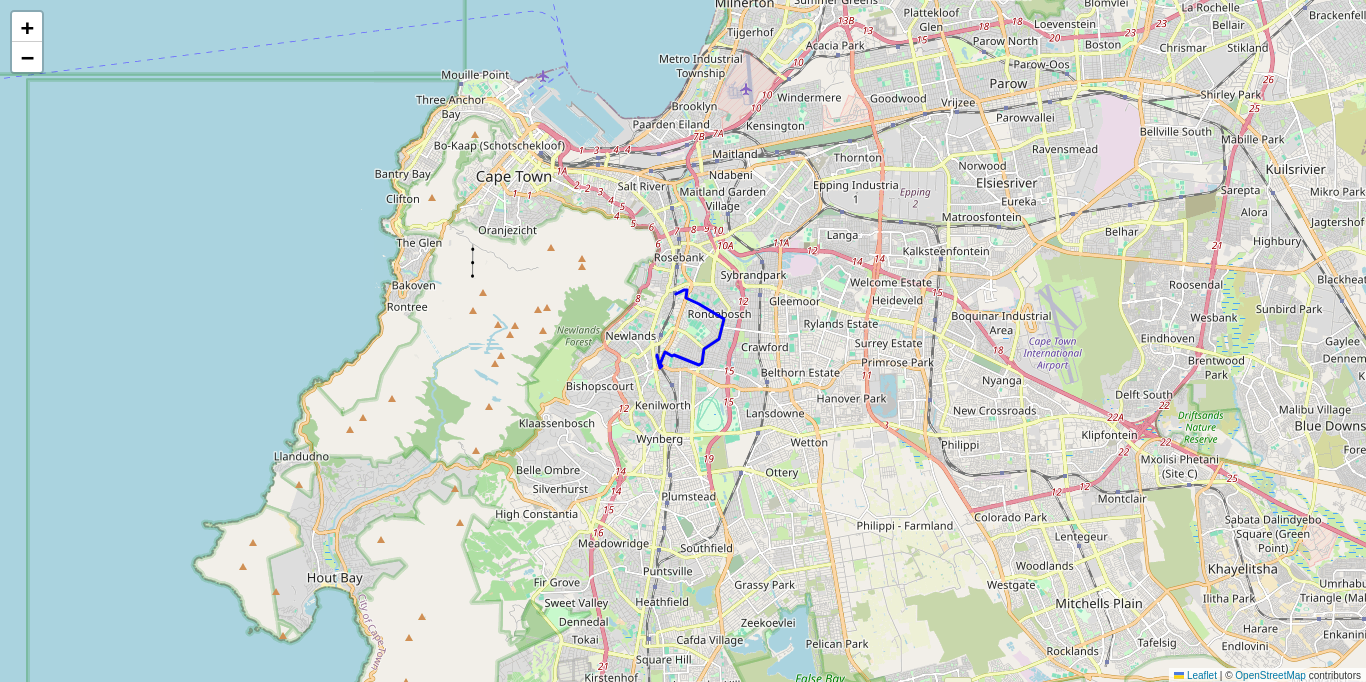 +
−
Milnerton
Summer Greens
Tijgerhof
13B
Acacia Park
Plattekloof
Glen
Loevenstein
Blomvlei
La Rochelle
Bellair
Brackenfell
Parow North
Boston
Chrismar
Stikland
Metro Industrial
Township
Parow-Oos
Mouille Point
Three Anchor
Bay
Brooklyn
Windermere
Goodwood
Vrijzee
Parow
Shirley Park
Paarden Eiland
Kensington
Parowvallei
Bellville South
Mabille Park
Bo-Kaap (Schotschekloof)
7B
7A
Maitland
Thornton
Ravensmead
Norwood
Kuilsrivier
Bantry Bay
Cape Town
1A
Ndabeni
Salt River
Maitland Garden
Village
Epping Industria
1
Epping
2
Elsiesriver
Eureka
Sarepta
Mikro Park
Clifton
Matroosfontein
Alora
Jagtershof
Oranjezicht
Langa
Belhar
Highbury
The Glen
10A
11A
Kalksteenfontein
Rosebank
Sybrandpark
Welcome Estate
Bakoven
Roosendal
Blackheath
Rontree
Gleemoor
Heideveld
Sunbird Park
Rondebosch
Boquinar Industrial
Area
Wesbank
Newlands
Forest
Newlands
Rylands Estate
Surrey Estate
Cape Town
International
Airport
Eindhoven
Gaylee
Dennemere
Crawford
Primrose Park
Brentwood
Park
Belthorn Estate
Bishopscourt
Nyanga
Delft South
Hanover Park
Kenilworth
Lansdowne
New Crossroads
22A
Driftsands
Nature
Reserve
Malibu Village
Blue Downs
Klaassenbosch
Wynberg
Wetton
Philippi
Klipfontein
Llandudno
Belle Ombre
Ottery
Mxolisi Phetani
(Site C)
Silverhurst
Plumstead
Montclair
High Constantia
Philippi - Farmland
Colorado Park
Sabata Dalindyebo
Square (Green
Point)
Meadowridge
Southfield
Lentegeur
Hout Bay
Fir Grove
Puntsville
Grassy Park
Woodlands
Westgate
Khayelitsha
Sweet Valley
Heathfield
Mitchells Plain
Ilitha Park
Dennedal
Zeekoevlei
City of Cape Town
Tokai
Cafda Village
Pelican Park
Tafelsig
Harare
Square Hill
Rocklands
Endlovini
Kirstenhof
False Bay
Leaflet | © OpenStreetMap contributors